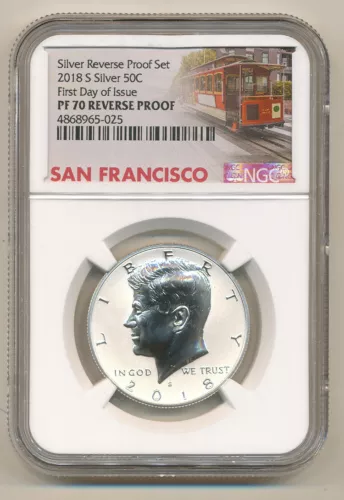 Silver Reverse Proof Set
2018 S Silver 50C
First Day of Issue
PF 70 REVERSE PROOF
4868965-025
SAN FRANCISCO
NGC
LIBERTY
IN GOD WE TRUST
S
2018